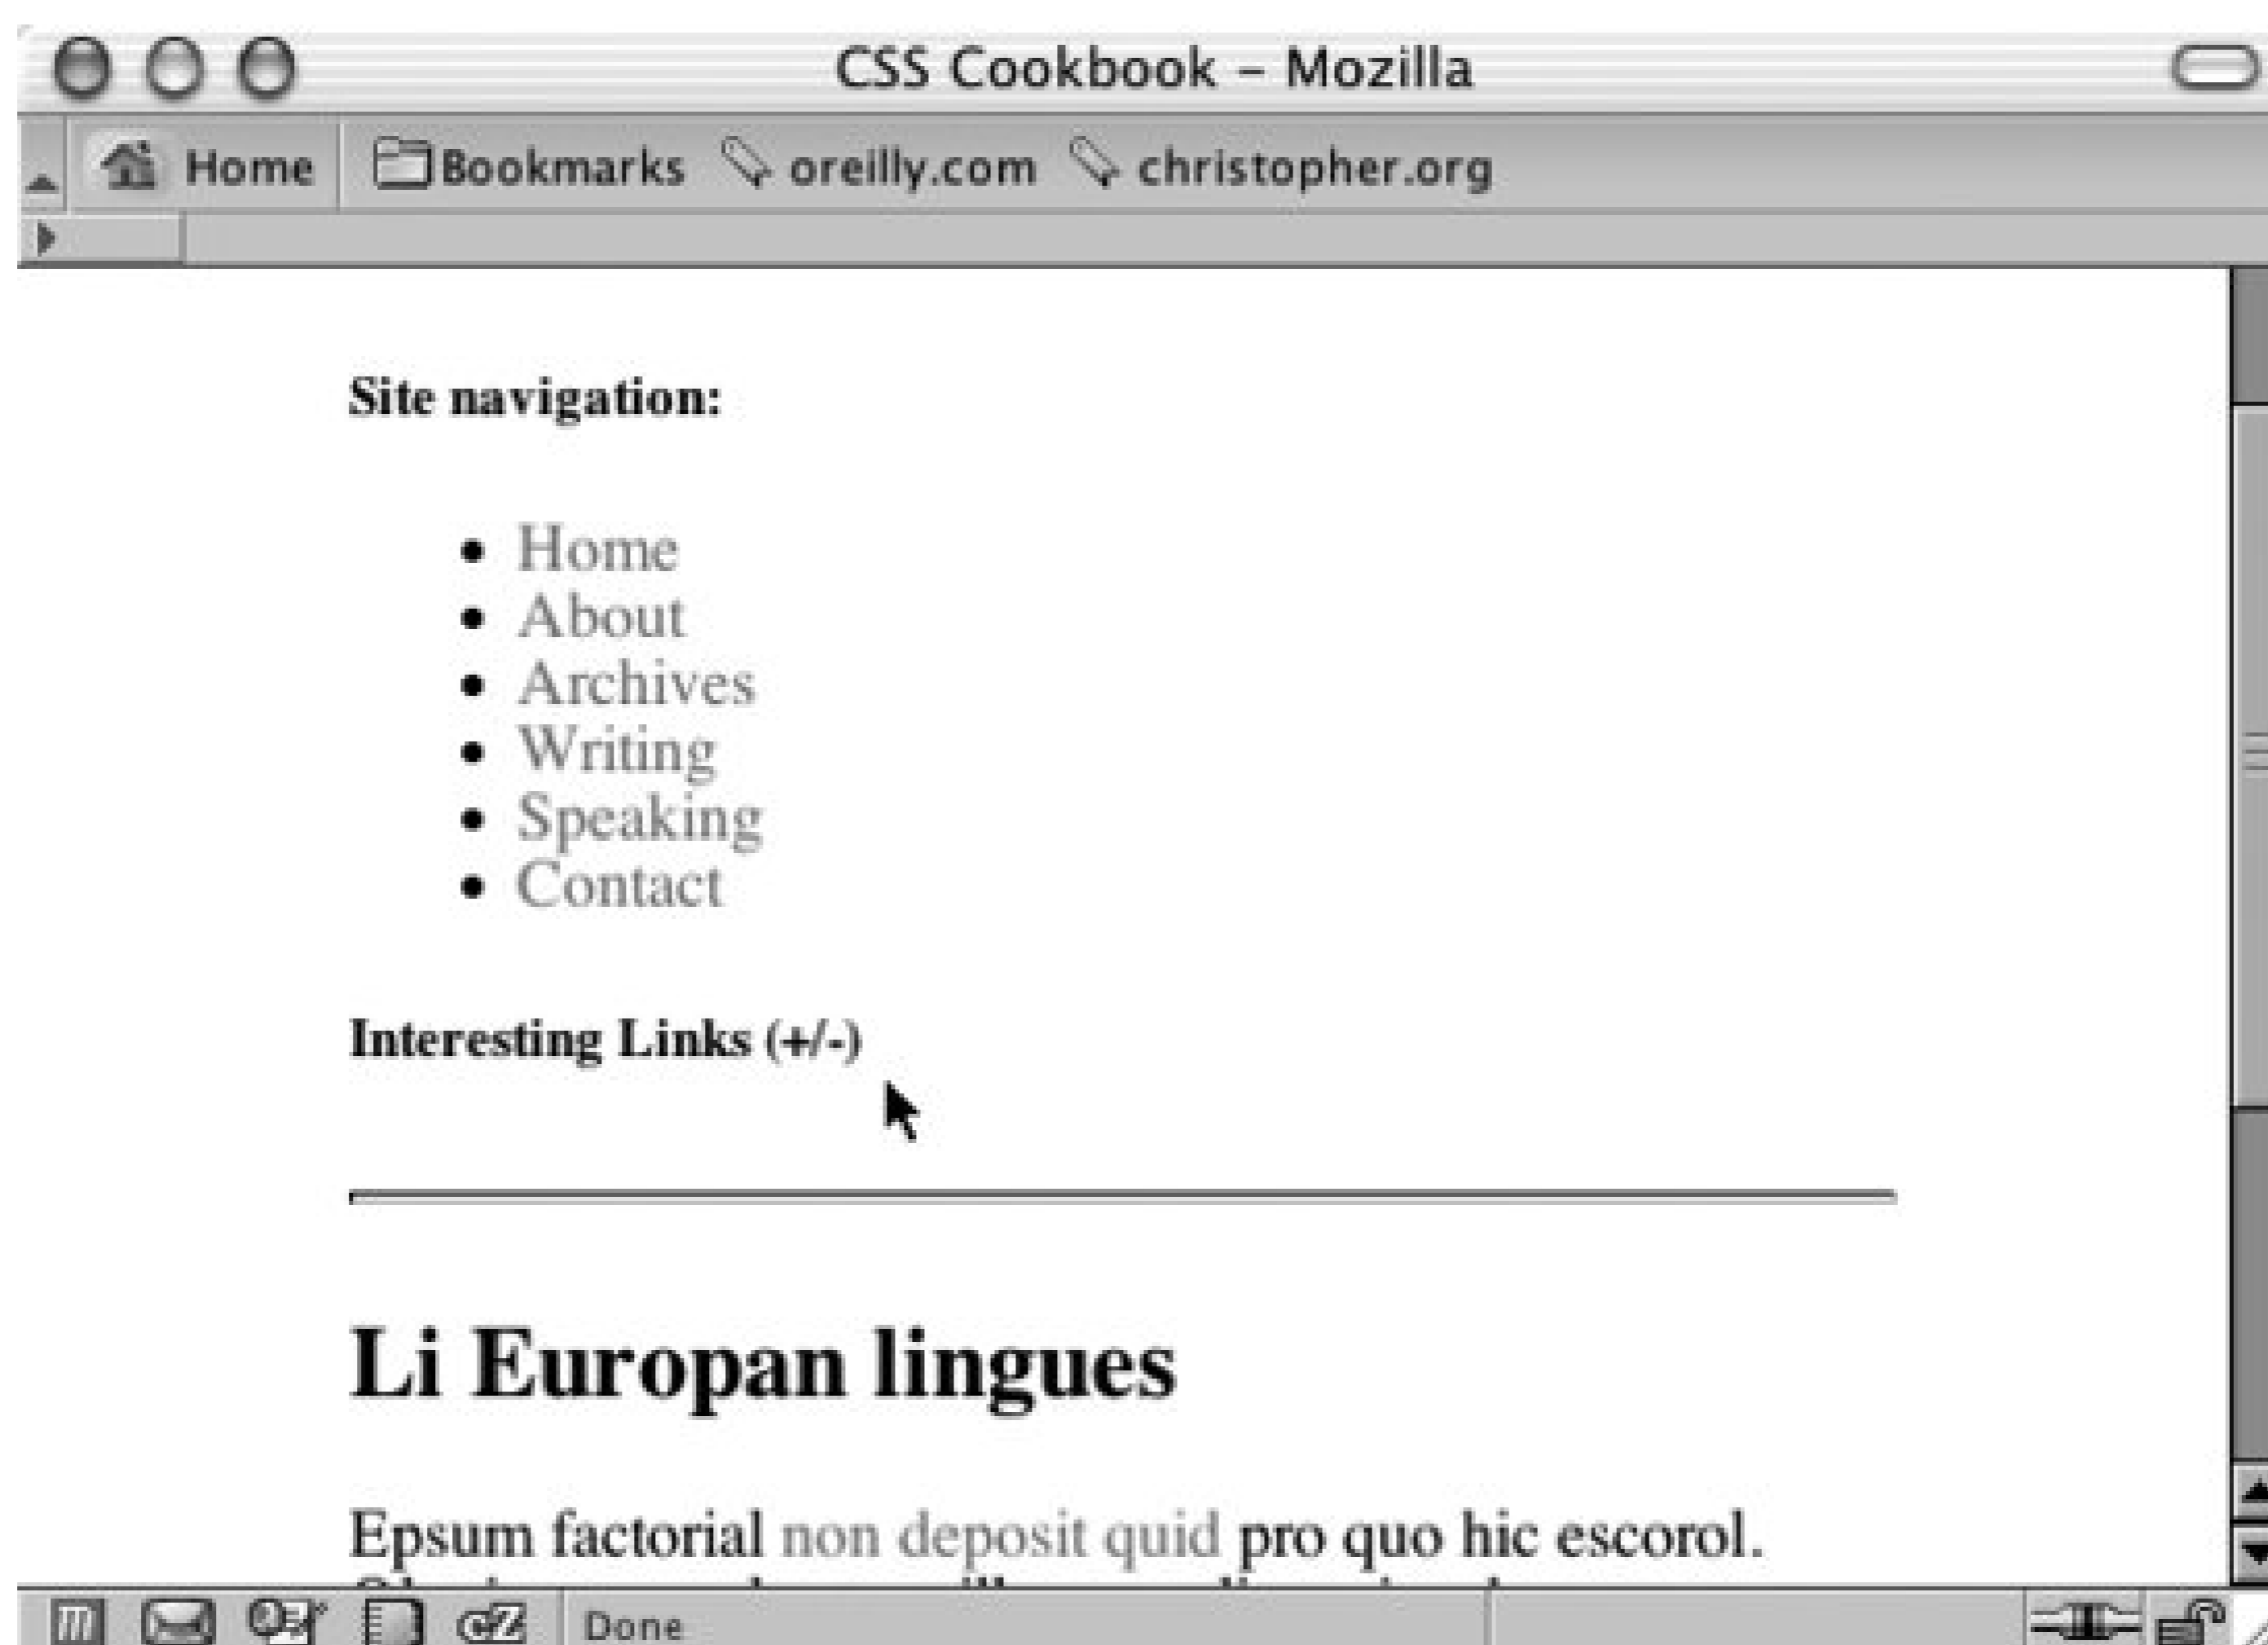 CSS Cookbook – Mozilla
Home Bookmarks oreilly.com christopher.org
Site navigation:
• Home
• About
• Archives
• Writing
• Speaking
• Contact
Interesting Links (+/-)
Li Europan lingues
Epsum factorial non deposit quid pro quo hic escorol.
m cZ Done